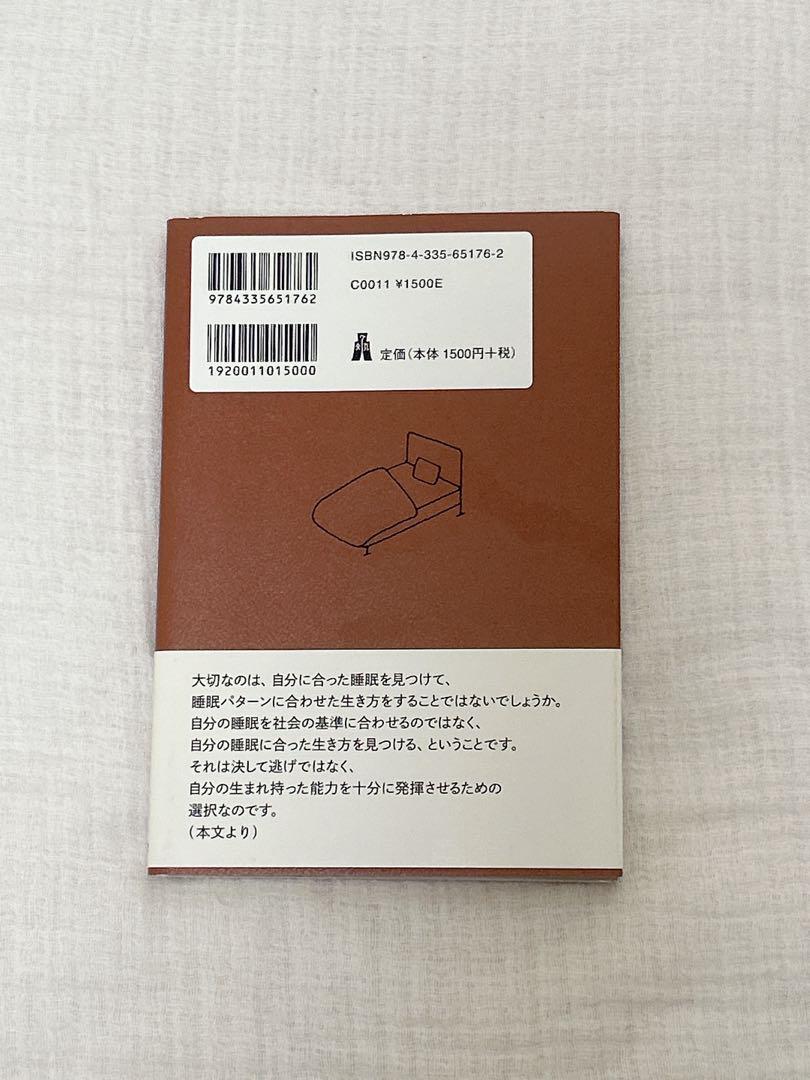 ISBN978-4-335-65176-2
9784335651762
C0011 ¥1500E
1920011015000
定価(本体 1500円+税)
大切なのは、自分に合った睡眠を見つけて、
睡眠パターンに合わせた生き方をすることではないでしょうか。
自分の睡眠を社会の基準に合わせるのではなく、
自分の睡眠に合った生き方を見つける、ということです。
それは決して逃げではなく、
自分の生まれ持った能力を十分に発揮させるための
選択なのです。
(本文より)